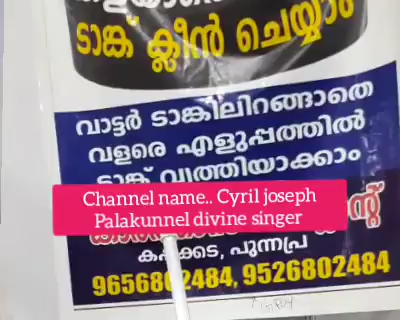 ടാങ്ക് ക്ലീൻ ചെയ്യാം
വാട്ടർ ടാങ്കിലിറങ്ങാതെ
വളരെ എളുപ്പത്തിൽ
ടാങ്ക് വൃത്തിയാക്കാം
Channel name.. Cyril joseph
Palakunnel divine singer
പുന്നപ്ര
9526802484